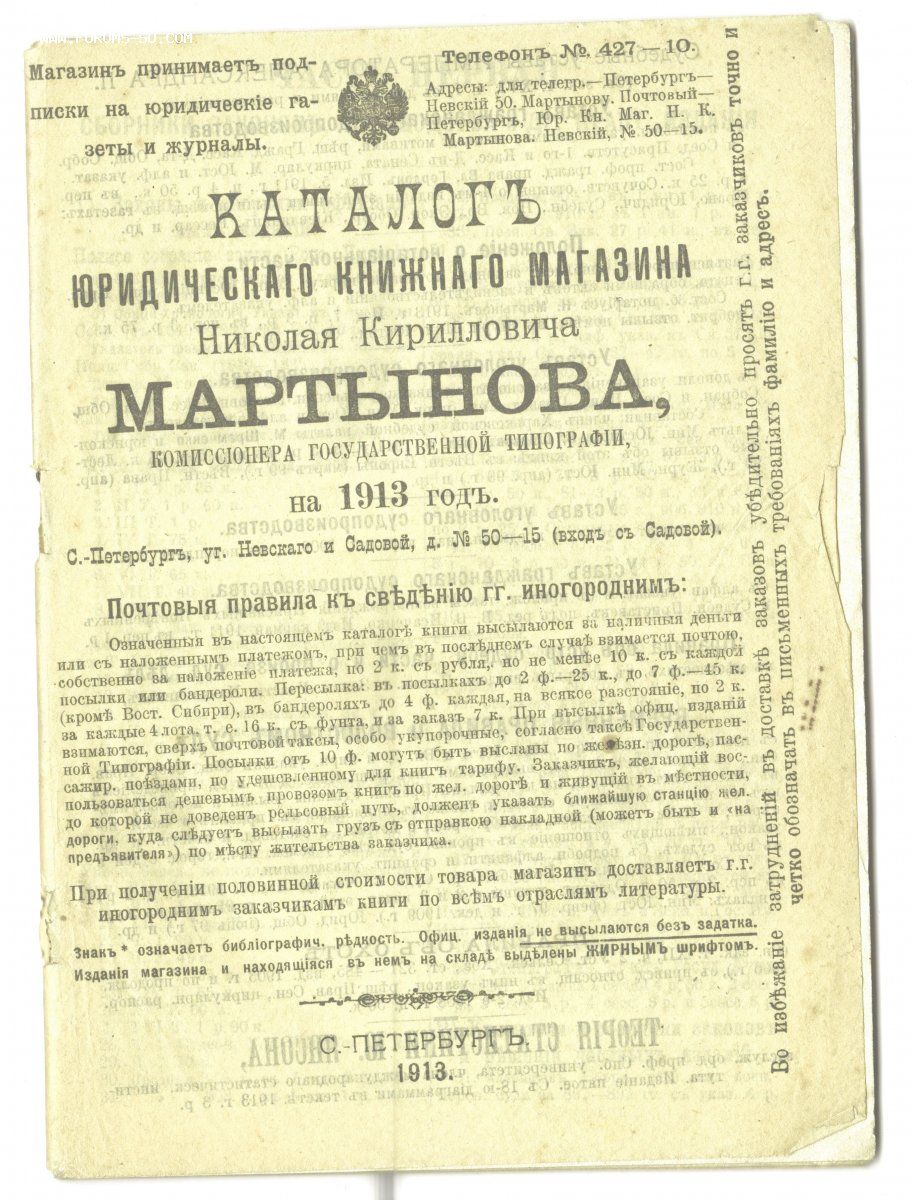 WWW.FORUMS-SU.COM
Магазинъ принимаетъ под-
писки на юридическіе га-
зеты и журналы.
Телефонъ № 427—10.
Адресы: для телегр.—Петербургъ—
Невскій 50. Мартынову. Почтовый—
Петербургъ, Юр. Кн. Маг. Н. К.
Мартынова. Невскій, № 50—15.
КАТАЛОГЪ
ЮРИДИЧЕСКАГО КНИЖНАГО МАГАЗИНА
Николая Кирилловича
МАРТЫНОВА,
КОМИССІОНЕРА ГОСУДАРСТВЕННОЙ ТИПОГРАФІИ,
на 1913 годъ.
С.-Петербургъ, уг. Невскаго и Садовой, д. № 50—15 (входъ съ Садовой).
Почтовыя правила къ свѣдѣнію гг. иногороднимъ:
Означенныя въ настоящемъ каталогѣ книги высылаются за наличныя деньги
или съ наложеннымъ платежомъ, при чемъ въ послѣднемъ случаѣ взимается почтою,
собственно за наложеніе платежа, по 2 к. съ рубля, но не менѣе 10 к. съ каждой
посылки или бандероли. Пересылка: въ посылкахъ до 2 ф.—25 к., до 7 ф.—45 к.
(кромѣ Вост. Сибири), въ бандероляхъ до 4 ф. каждая, на всякое разстояніе, по 2 к.
за каждые 4 лота, т. е. 16 к. съ фунта, и за заказъ 7 к. При высылкѣ офиц. изданій
взимаются, сверхъ почтовой таксы, особо укупорочные, согласно таксѣ Государствен-
ной Типографіи. Посылки отъ 10 ф. могутъ быть высланы по желѣзн. дорогѣ, пас-
сажир. поѣздами, по удешевленному для книгъ тарифу. Заказчикъ, желающій вос-
пользоваться дешевымъ провозомъ книгъ по жел. дорогѣ и живущій въ мѣстности,
до которой не доведенъ рельсовый путь, долженъ указать ближайшую станцію жел.
дороги, куда слѣдуетъ высылать грузъ съ отправкою накладной (можетъ быть и «на
предъявителя») по мѣсту жительства заказчика.
При полученіи половинной стоимости товара магазинъ доставляетъ г.г.
иногороднимъ заказчикамъ книги по всѣмъ отраслямъ литературы.
Знакъ * означаетъ библіографич. рѣдкость. Офиц. изданія не высылаются безъ задатка.
Изданія магазина и находящіяся въ немъ на складѣ выдѣлены ЖИРНЫМЪ шрифтомъ.
С.-ПЕТЕРБУРГЪ.
1913.
Во избѣжаніе затрудненій въ доставкѣ заказовъ убѣдительно просятъ г.г. заказчиковъ точно и
четко обозначать въ письменныхъ требованіяхъ фамилію и адресъ.